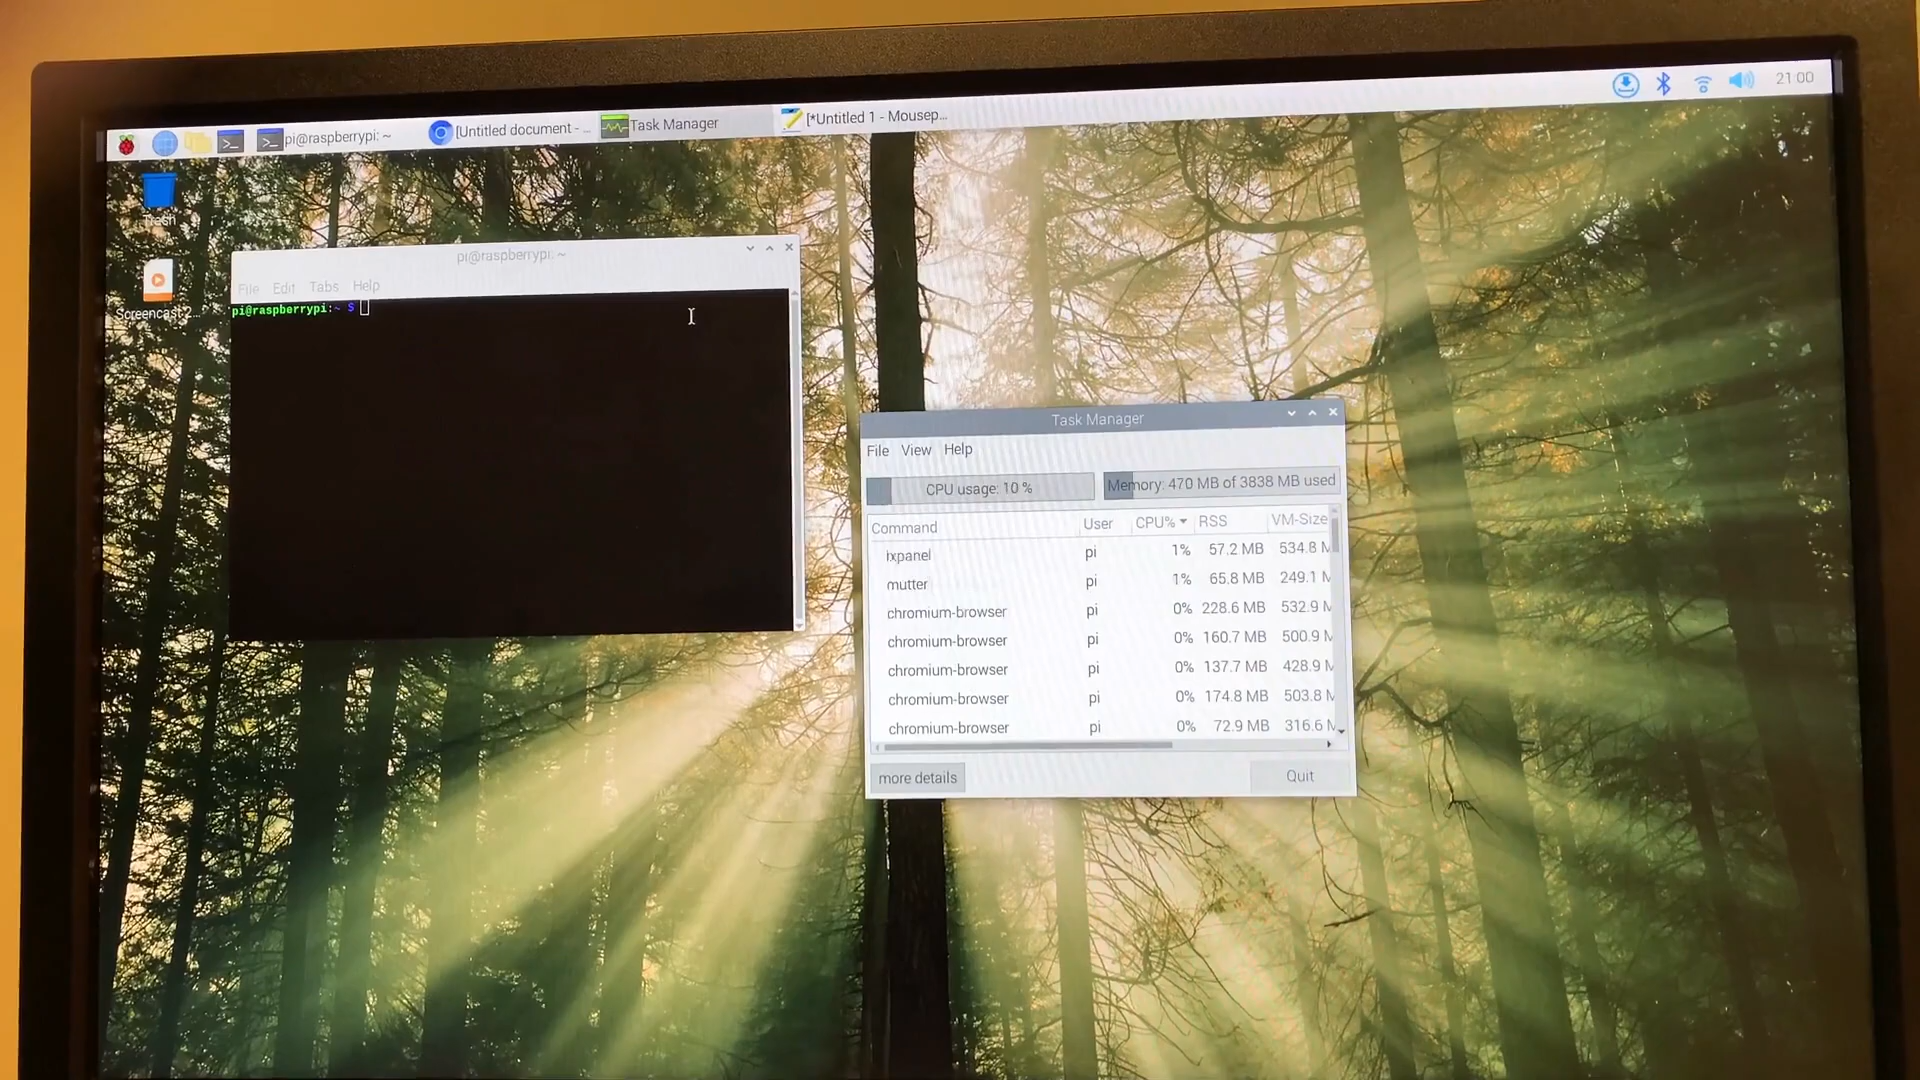 21:00
pi@raspberrypi: ~
[Untitled document - ...
Task Manager
[*Untitled 1 - Mousep...
Trash
Screencast 2...
pi@raspberrypi: ~
File Edit Tabs Help
pi@raspberrypi:~ $
Task Manager
File View Help
CPU usage: 10 % Memory: 470 MB of 3838 MB used
Command User CPU% RSS VM-Size
lxpanel pi 1% 57.2 MB 534.8 M
mutter pi 1% 65.8 MB 249.1 M
chromium-browser pi 0% 228.6 MB 532.9 M
chromium-browser pi 0% 160.7 MB 500.9 M
chromium-browser pi 0% 137.7 MB 428.9 M
chromium-browser pi 0% 174.8 MB 503.8 M
chromium-browser pi 0% 72.9 MB 316.6 M
more details Quit